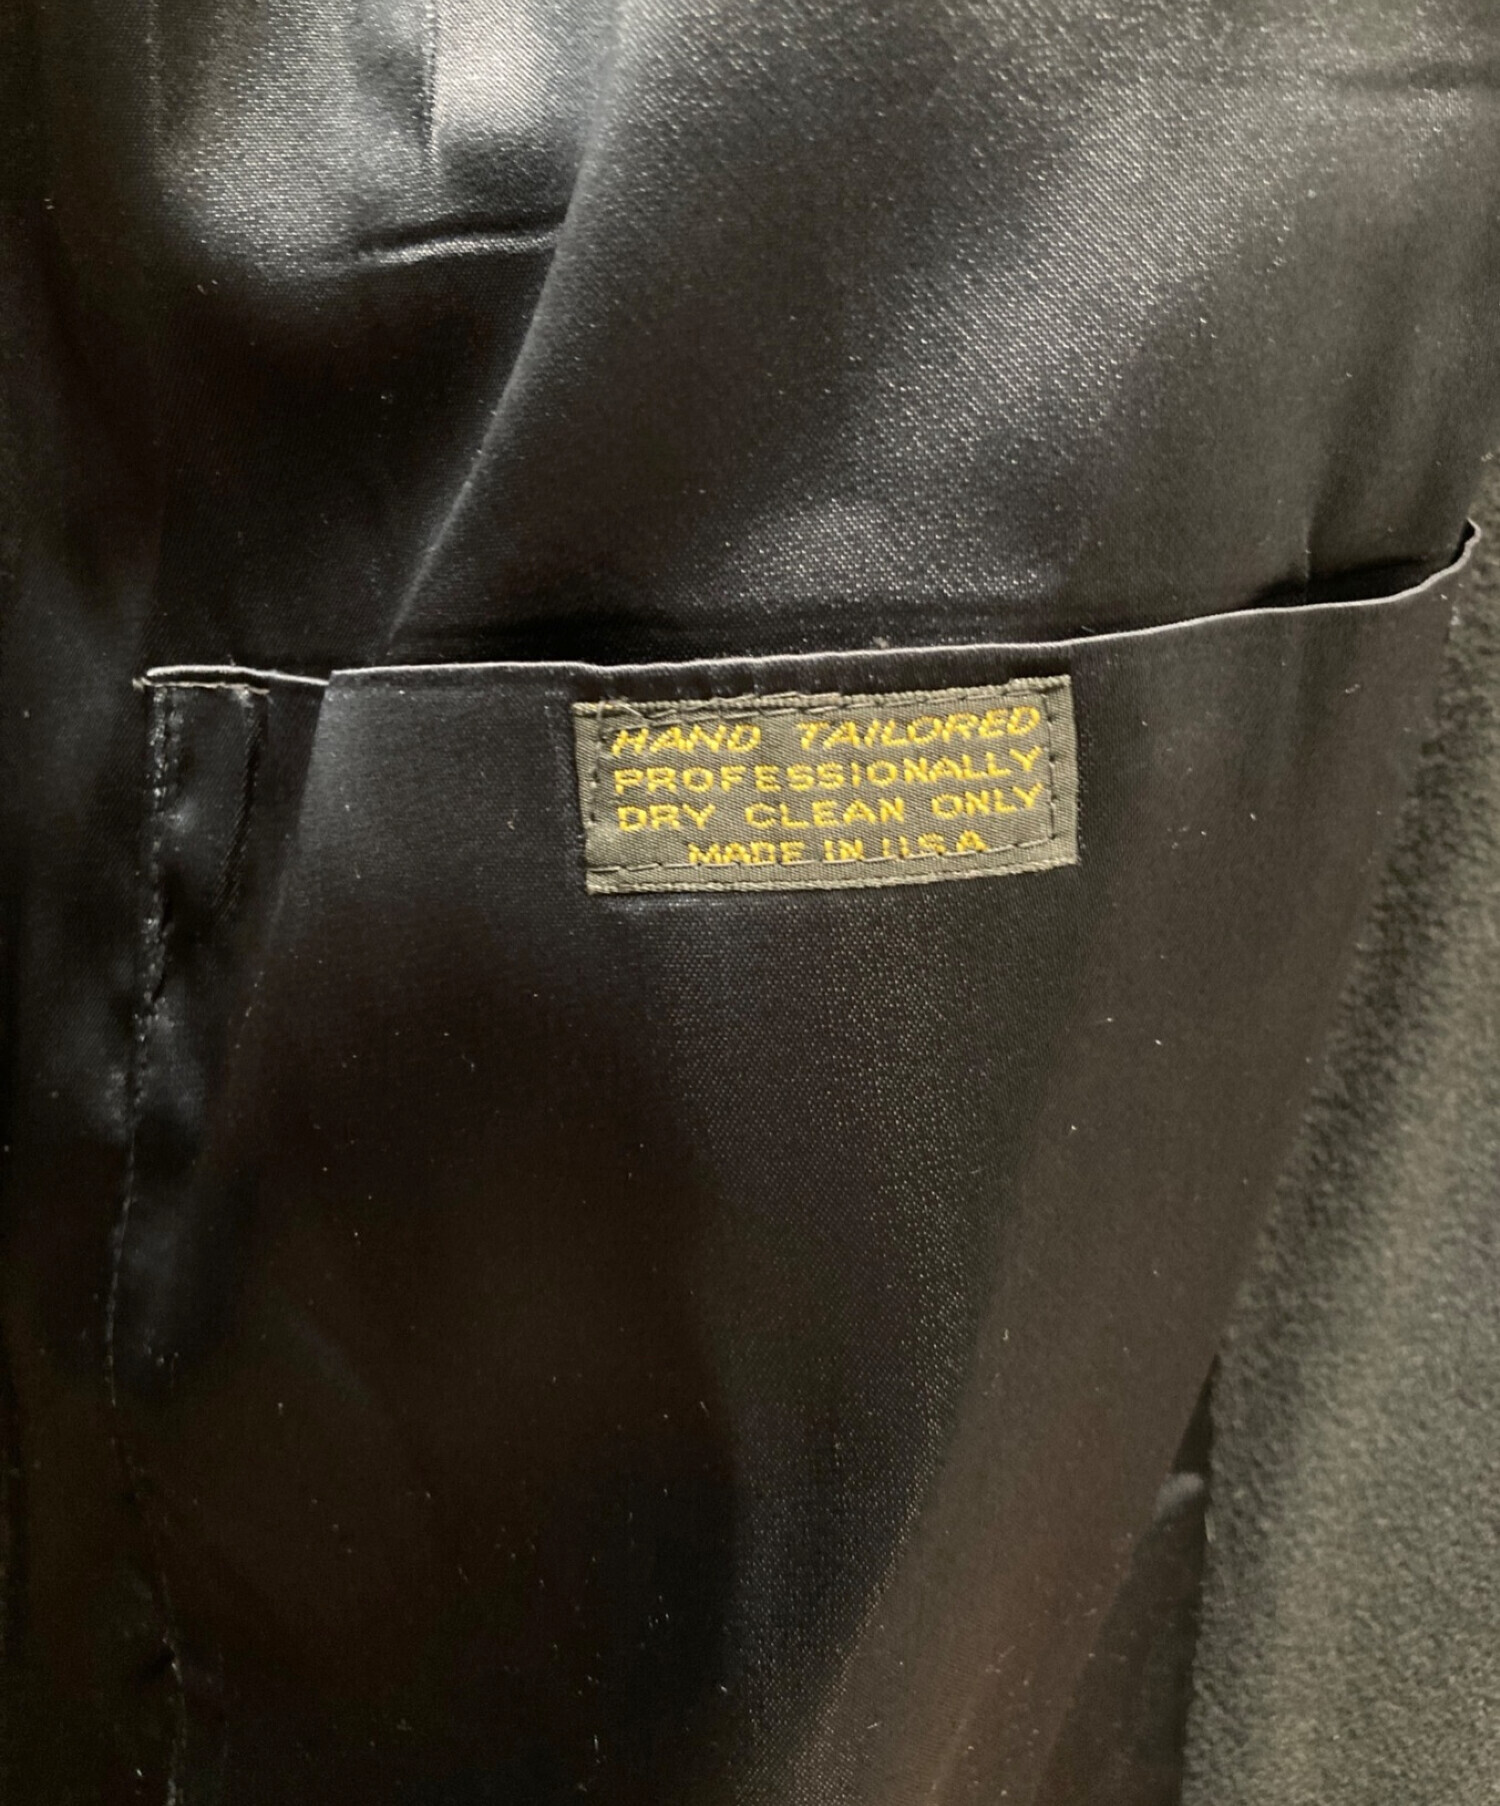 HAND TAILORED
PROFESSIONALLY
DRY CLEAN ONLY
MADE IN U.S.A